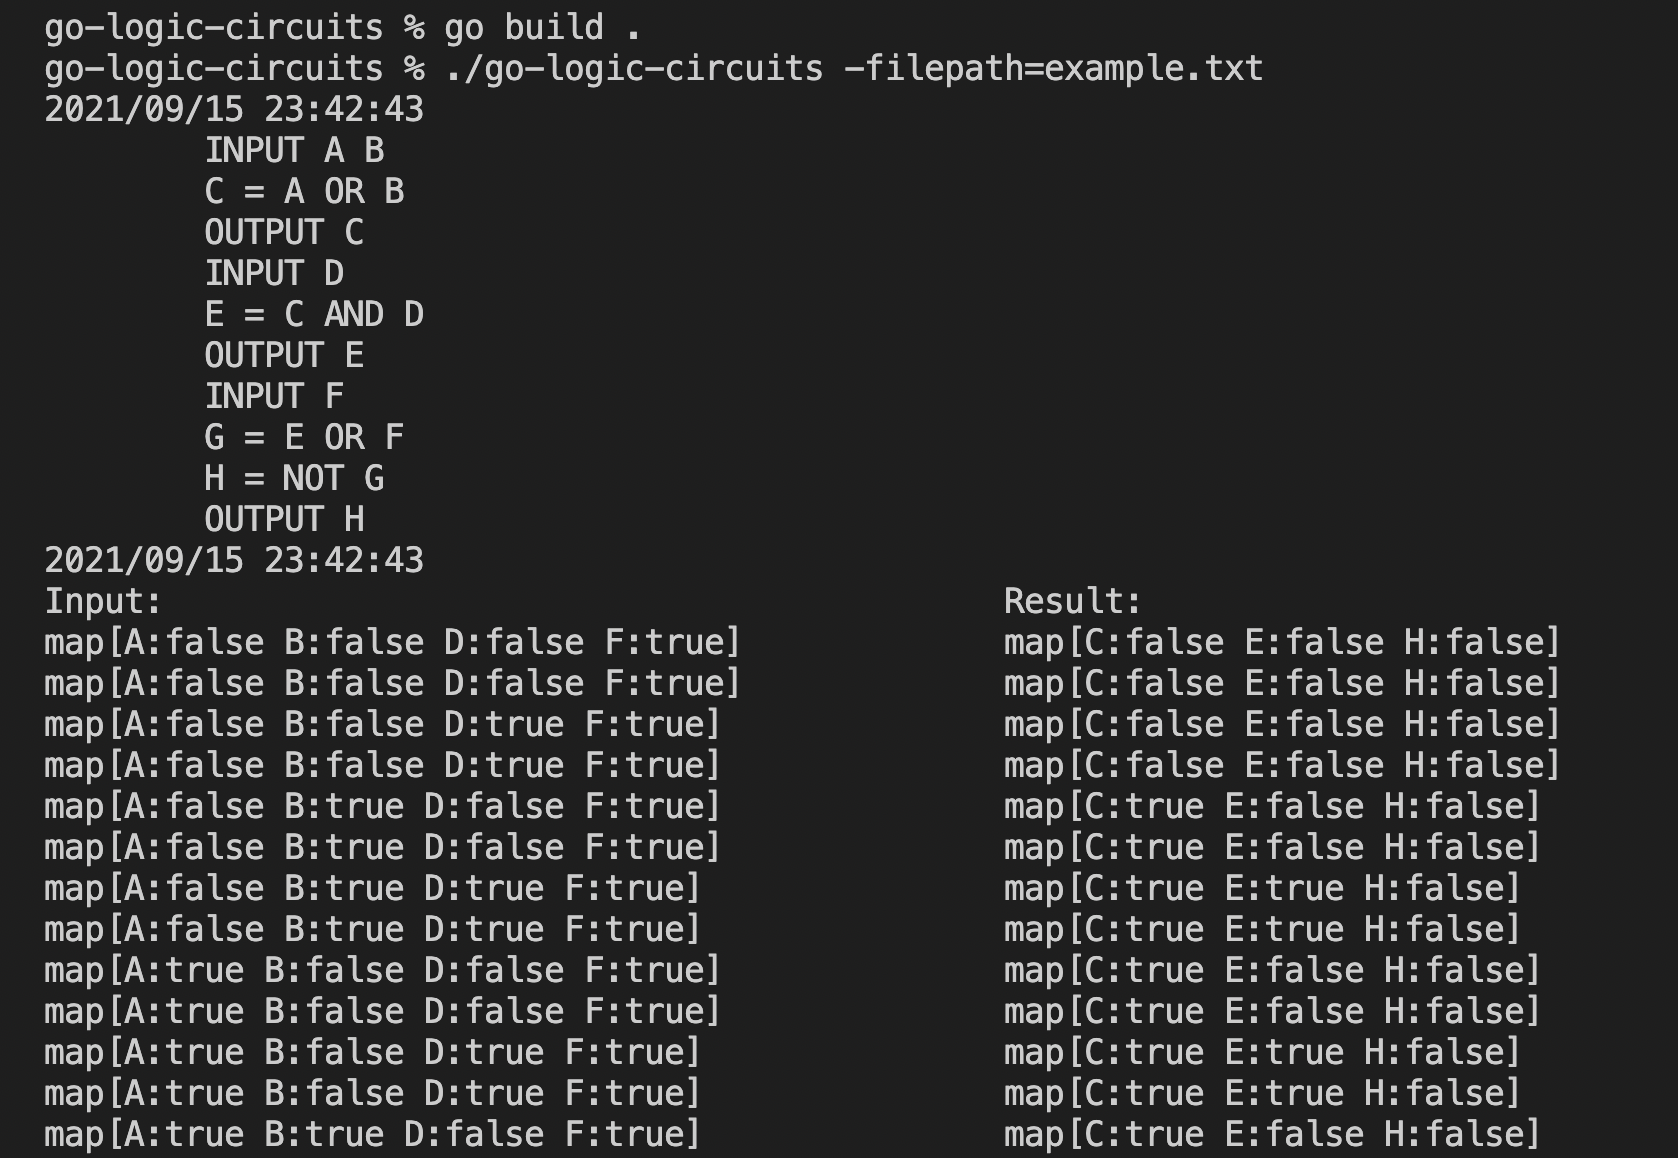 go-logic-circuits % go build .
go-logic-circuits % ./go-logic-circuits -filepath=example.txt
2021/09/15 23:42:43
INPUT A B
C = A OR B
OUTPUT C
INPUT D
E = C AND D
OUTPUT E
INPUT F
G = E OR F
H = NOT G
OUTPUT H
2021/09/15 23:42:43
Input: Result:
map[A:false B:false D:false F:true] map[C:false E:false H:false]
map[A:false B:false D:false F:true] map[C:false E:false H:false]
map[A:false B:false D:true F:true] map[C:false E:false H:false]
map[A:false B:false D:true F:true] map[C:false E:false H:false]
map[A:false B:true D:false F:true] map[C:true E:false H:false]
map[A:false B:true D:false F:true] map[C:true E:false H:false]
map[A:false B:true D:true F:true] map[C:true E:true H:false]
map[A:false B:true D:true F:true] map[C:true E:true H:false]
map[A:true B:false D:false F:true] map[C:true E:false H:false]
map[A:true B:false D:false F:true] map[C:true E:false H:false]
map[A:true B:false D:true F:true] map[C:true E:true H:false]
map[A:true B:false D:true F:true] map[C:true E:true H:false]
map[A:true B:true D:false F:true] map[C:true E:false H:false]